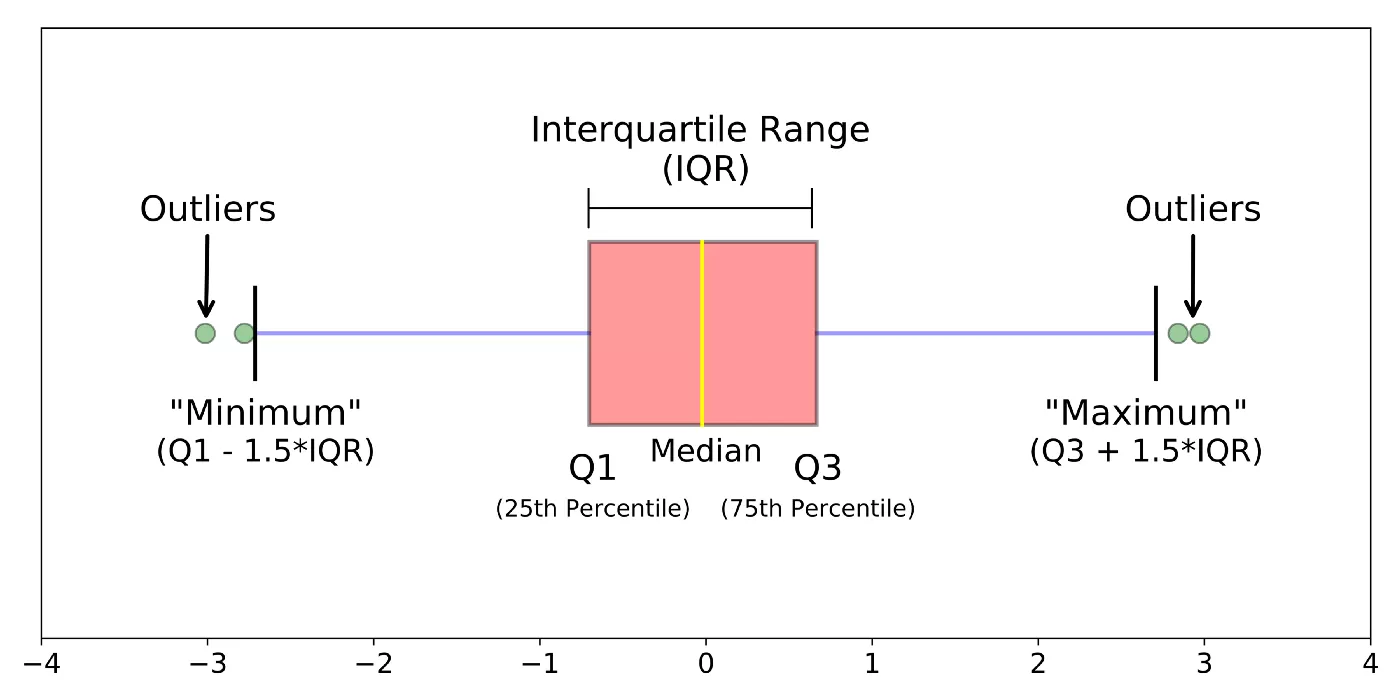 Interquartile Range
(IQR)
Outliers
Outliers
"Minimum"
(Q1 - 1.5*IQR)
"Maximum"
(Q3 + 1.5*IQR)
Median
Q1
Q3
(25th Percentile)
(75th Percentile)
−4
−3
−2
−1
0
1
2
3
4